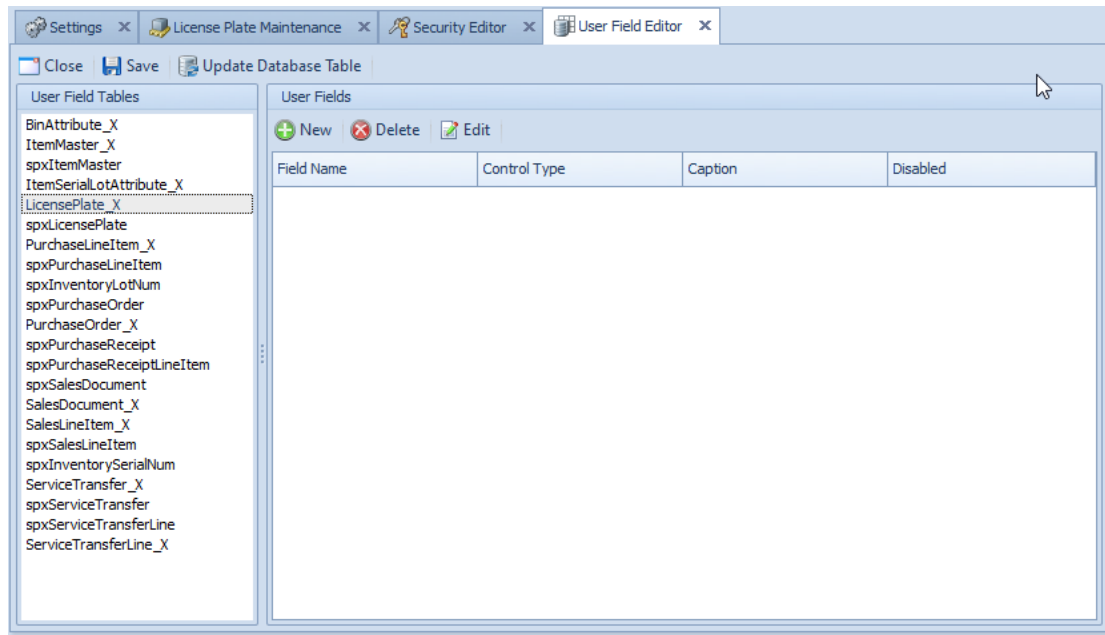 Settings License Plate Maintenance Security Editor User Field Editor
Close Save Update Database Table
User Field Tables
BinAttribute_X
ItemMaster_X
spxItemMaster
ItemSerialLotAttribute_X
LicensePlate_X
spxLicensePlate
PurchaseLineItem_X
spxPurchaseLineItem
spxInventoryLotNum
spxPurchaseOrder
PurchaseOrder_X
spxPurchaseReceipt
spxPurchaseReceiptLineItem
spxSalesDocument
SalesDocument_X
SalesLineItem_X
spxSalesLineItem
spxInventorySerialNum
ServiceTransfer_X
spxServiceTransfer
spxServiceTransferLine
ServiceTransferLine_X
User Fields
New Delete Edit
Field Name Control Type Caption Disabled